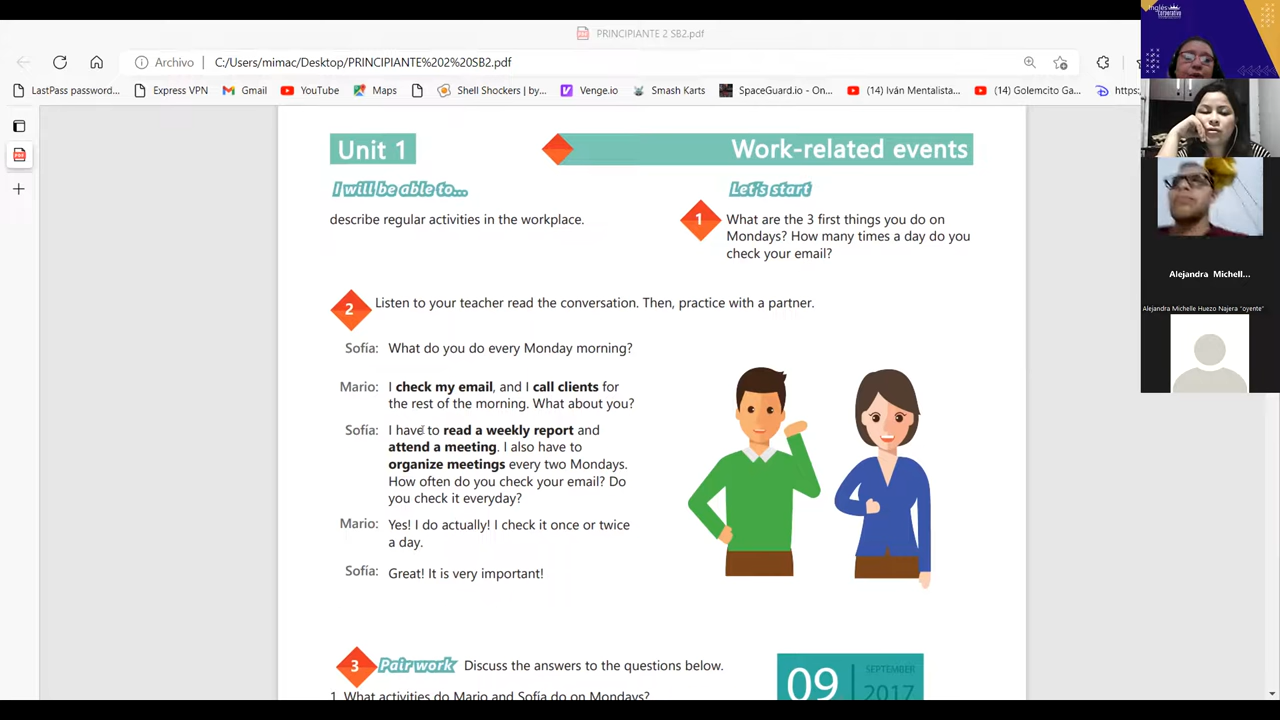 PRINCIPIANTE 2 SB2.pdf
Archivo
C:/Users/mimac/Desktop/PRINCIPIANTE%202%20SB2.pdf
LastPass password...
Express VPN
Gmail
YouTube
Maps
Shell Shockers | by...
Venge.io
Smash Karts
SpaceGuard.io - On...
(14) Iván Mentalista...
(14) Golemcito Ga...
https:
Unit 1
Work-related events
I will be able to...
describe regular activities in the workplace.
Let's start
1
What are the 3 first things you do on
Mondays? How many times a day do you
check your email?
2
Listen to your teacher read the conversation. Then, practice with a partner.
Sofía: What do you do every Monday morning?
Mario: I check my email, and I call clients for
the rest of the morning. What about you?
Sofía: I have to read a weekly report and
attend a meeting. I also have to
organize meetings every two Mondays.
How often do you check your email? Do
you check it everyday?
Mario: Yes! I do actually! I check it once or twice
a day.
Sofía: Great! It is very important!
3
Pair work Discuss the answers to the questions below.
1. What activities do Mario and Sofía do on Mondays?
09
SEPTEMBER
2017
Inglés
corporativo
Alejandra Michell...
Alejandra Michelle Huezo Najera "oyente"